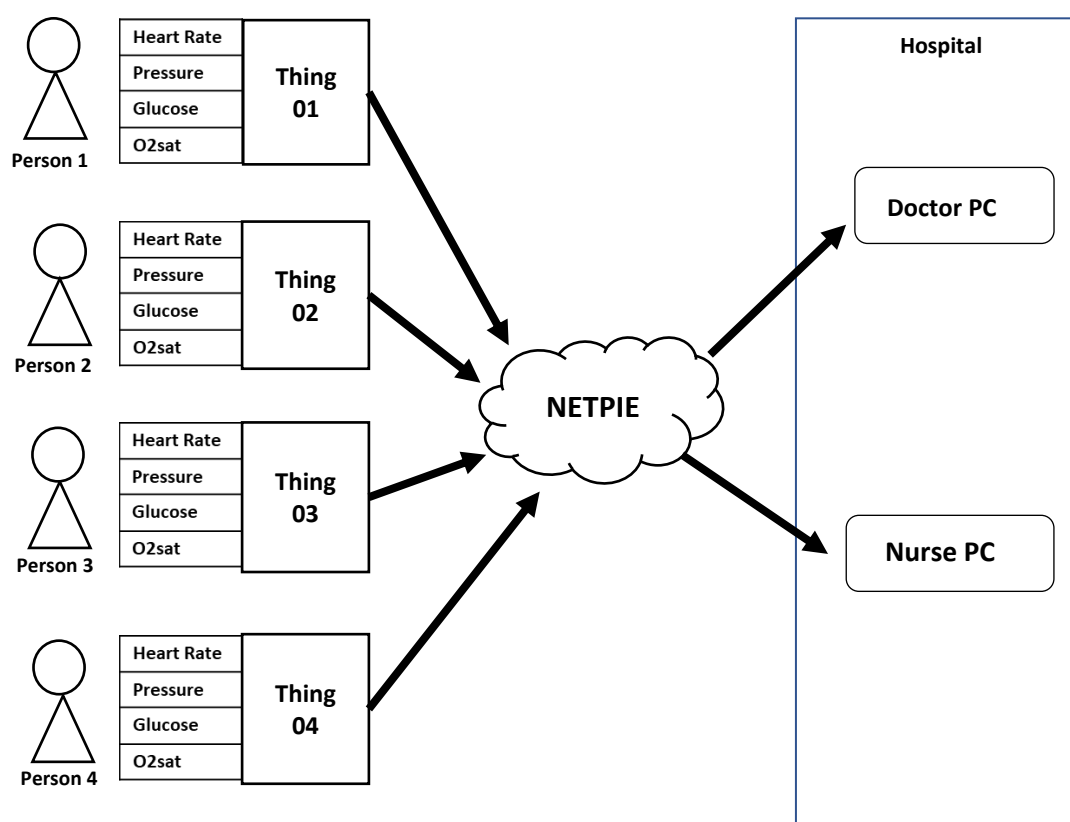 Heart Rate
Pressure
Glucose
O2sat
Thing
01
Person 1
Heart Rate
Pressure
Glucose
O2sat
Thing
02
Person 2
Heart Rate
Pressure
Glucose
O2sat
Thing
03
Person 3
Heart Rate
Pressure
Glucose
O2sat
Thing
04
Person 4
NETPIE
Hospital
Doctor PC
Nurse PC